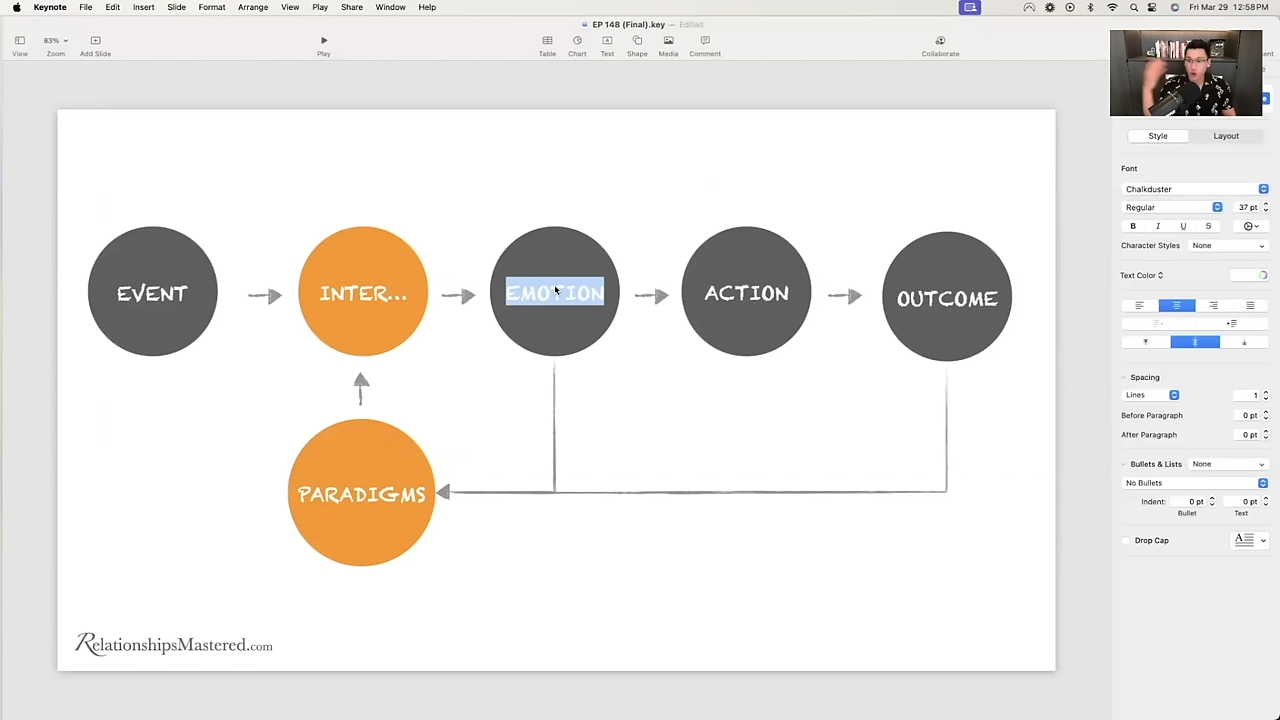 Keynote File Edit Insert Slide Format Arrange View Play Share Window Help Fri Mar 29 12:58 PM
EP 148 (Final).key — Edited
83%
View Zoom Add Slide Play Table Chart Text Shape Media Comment Collaborate
Style Layout
Font
Chalkduster
Regular 37 pt
B I U S
Character Styles None
Text Color
Spacing
Lines 1
Before Paragraph 0 pt
After Paragraph 0 pt
Bullets & Lists None
No Bullets
Indent: 0 pt 0 pt
Bullet Text
Drop Cap
EVENT INTER... EMOTION ACTION OUTCOME
PARADIGMS
RelationshipsMastered.com